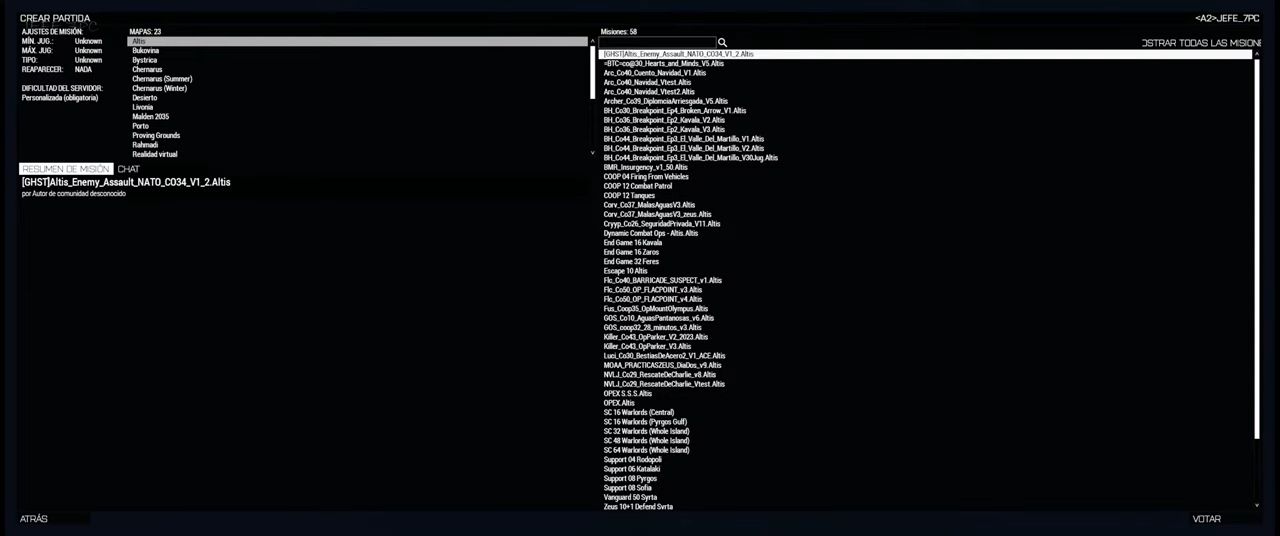 CREAR PARTIDA
<A2>JEFE_7PC
AJUSTES DE MISIÓN:
MÍN. JUG.: Unknown
MÁX. JUG: Unknown
TIPO: Unknown
REAPARECER: NADA
DIFICULTAD DEL SERVIDOR:
Personalizada (obligatorio)
MAPAS: 23
Altis
Bukovina
Bystrica
Chernarus
Chernarus (Summer)
Chernarus (Winter)
Desierto
Livonia
Malden 2035
Porto
Proving Grounds
Rahmadi
Realidad virtual
RESUMEN DE MISIÓN CHAT
[GHST]Altis_Enemy_Assault_NATO_CO34_V1_2.Altis
por Autor de comunidad desconocido
Misiones: 58
OSTRAR TODAS LAS MISIONE
[GHST]Altis_Enemy_Assault_NATO_CO34_V1_2.Altis
=BTC=co@30_Hearts_and_Minds_V5.Altis
Arc_Co40_Cuento_Navidad_V1.Altis
Arc_Co40_Navidad_Vtest.Altis
Arc_Co40_Navidad_Vtest2.Altis
Archer_Co39_DiplomciaArriesgada_V5.Altis
BH_Co30_Breakpoint_Ep4_Broken_Arrow_V1.Altis
BH_Co36_Breakpoint_Ep2_Kavala_V2.Altis
BH_Co36_Breakpoint_Ep2_Kavala_V3.Altis
BH_Co44_Breakpoint_Ep3_El_Valle_Del_Martillo_V1.Altis
BH_Co44_Breakpoint_Ep3_El_Valle_Del_Martillo_V2.Altis
BH_Co44_Breakpoint_Ep3_El_Valle_Del_Martillo_V30Jug.Altis
BMR_Insurgency_v1_50.Altis
COOP 04 Firing From Vehicles
COOP 12 Combat Patrol
COOP 12 Tanques
Corv_Co37_MalasAguasV3.Altis
Corv_Co37_MalasAguasV3_zeus.Altis
Cryyp_Co26_SeguridadPrivada_V11.Altis
Dynamic Combat Ops - Altis.Altis
End Game 16 Kavala
End Game 16 Zaros
End Game 32 Feres
Escape 10 Altis
Flc_Co40_BARRICADE_SUSPECT_v1.Altis
Flc_Co50_OP_FLACPOINT_v3.Altis
Flc_Co50_OP_FLACPOINT_v4.Altis
Fus_Coop35_OpMountOlympus.Altis
GOS_Co10_AguasPantanosas_v6.Altis
GOS_coop32_28_minutos_v3.Altis
Killer_Co43_OpParker_V2_2023.Altis
Killer_Co43_OpParker_V3.Altis
Luci_Co30_BestiasDeAcero2_V1_ACE.Altis
MOAA_PRACTICASZEUS_DiaDos_v9.Altis
NVLJ_Co29_RescateDeCharlie_v8.Altis
NVLJ_Co29_RescateDeCharlie_Vtest.Altis
OPEX S.S.S.Altis
OPEX.Altis
SC 16 Warlords (Central)
SC 16 Warlords (Pyrgos Gulf)
SC 32 Warlords (Whole Island)
SC 48 Warlords (Whole Island)
SC 64 Warlords (Whole Island)
Support 04 Rodopoli
Support 06 Katalaki
Support 08 Pyrgos
Support 08 Sofia
Vanguard 50 Syrta
Zeus 10+1 Defend Syrta
ATRÁS
VOTAR